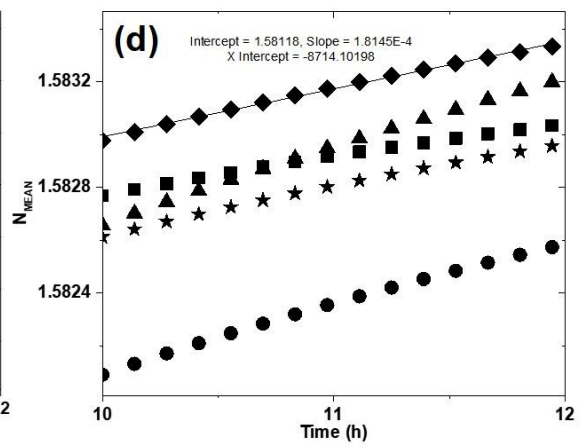 (d)
Intercept = 1.58118, Slope = 1.8145E-4
X Intercept = -8714.10198
1.5832
1.5828
1.5824
N_MEAN
2
10
11
12
Time (h)